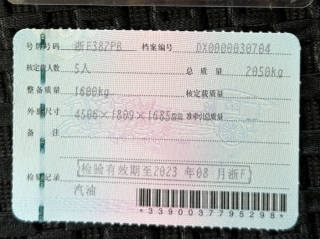 号牌号码 浙F382PB 档案编号 DX0000030704
核定载人数 5人 总质量 2050kg
整备质量 1600kg 核定载质量
外廓尺寸 4506×1809×1685mm 准牵引总质量
备注
检验有效期至2023 年08 月浙F
检验记录
汽油
*3390037795298*